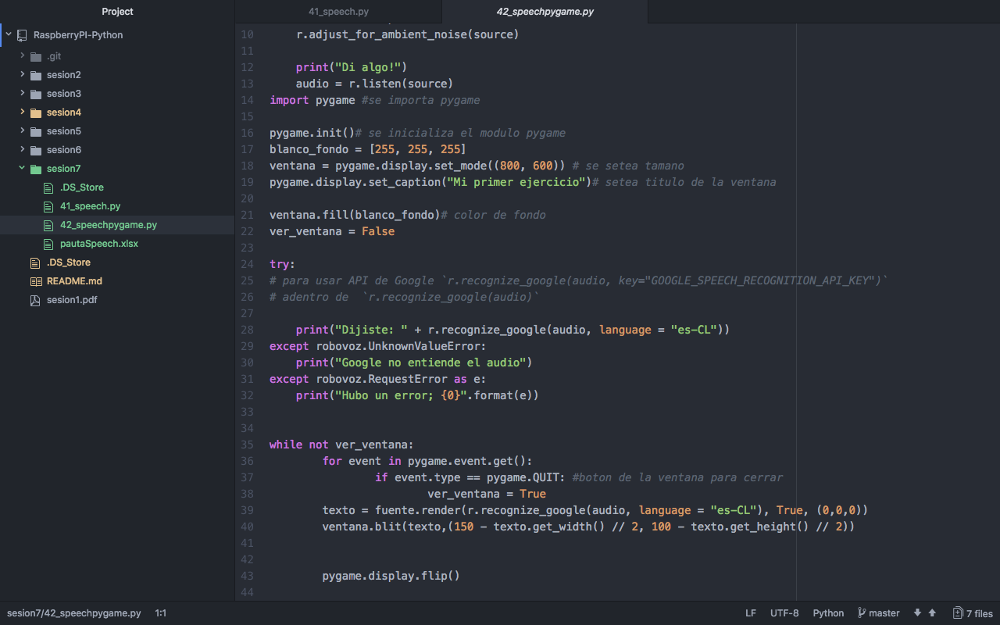 Project
RaspberryPI-Python
.git
sesion2
sesion3
sesion4
sesion5
sesion6
sesion7
.DS_Store
41_speech.py
42_speechpygame.py
pautaSpeech.xlsx
.DS_Store
README.md
sesion1.pdf
41_speech.py 42_speechpygame.py
10 r.adjust_for_ambient_noise(source)
11
12 print("Di algo!")
13 audio = r.listen(source)
14 import pygame #se importa pygame
15
16 pygame.init()# se inicializa el modulo pygame
17 blanco_fondo = [255, 255, 255]
18 ventana = pygame.display.set_mode((800, 600)) # se setea tamano
19 pygame.display.set_caption("Mi primer ejercicio")# setea titulo de la ventana
20
21 ventana.fill(blanco_fondo)# color de fondo
22 ver_ventana = False
23
24 try:
25 # para usar API de Google `r.recognize_google(audio, key="GOOGLE_SPEECH_RECOGNITION_API_KEY")`
26 # adentro de  `r.recognize_google(audio)`
27
28 print("Dijiste: " + r.recognize_google(audio, language = "es-CL"))
29 except robovoz.UnknownValueError:
30 print("Google no entiende el audio")
31 except robovoz.RequestError as e:
32 print("Hubo un error; {0}".format(e))
33
34
35 while not ver_ventana:
36 for event in pygame.event.get():
37 if event.type == pygame.QUIT: #boton de la ventana para cerrar
38 ver_ventana = True
39 texto = fuente.render(r.recognize_google(audio, language = "es-CL"), True, (0,0,0))
40 ventana.blit(texto,(150 - texto.get_width() // 2, 100 - texto.get_height() // 2))
41
42
43 pygame.display.flip()
44
sesion7/42_speechpygame.py 1:1 LF UTF-8 Python master 7 files